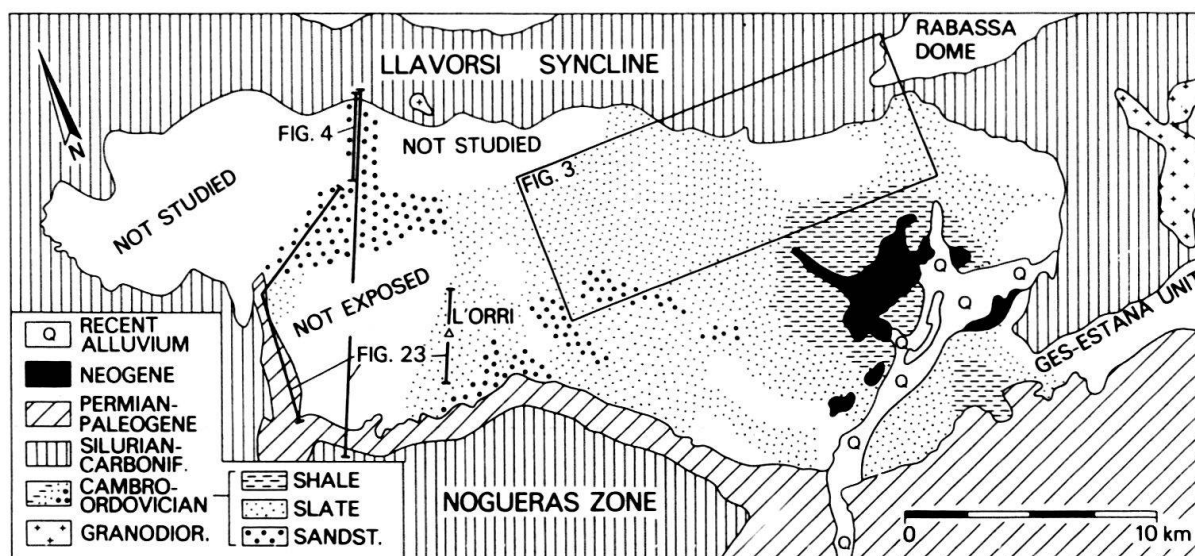 RABASSA
DOME
LLAVORSI SYNCLINE
N
FIG. 4
NOT STUDIED
FIG. 3
NOT STUDIED
NOT EXPOSED
L'ORRI
FIG. 23
Q
Q
Q
Q
Q
Q
Q
GES-ESTANA UNIT
NOGUERAS ZONE
Q RECENT
ALLUVIUM
NEOGENE
PERMIAN-
PALEOGENE
SILURIAN-
CARBONIF.
CAMBRO-
ORDOVICIAN
GRANODIOR.
SHALE
SLATE
SANDST.
0 10 km